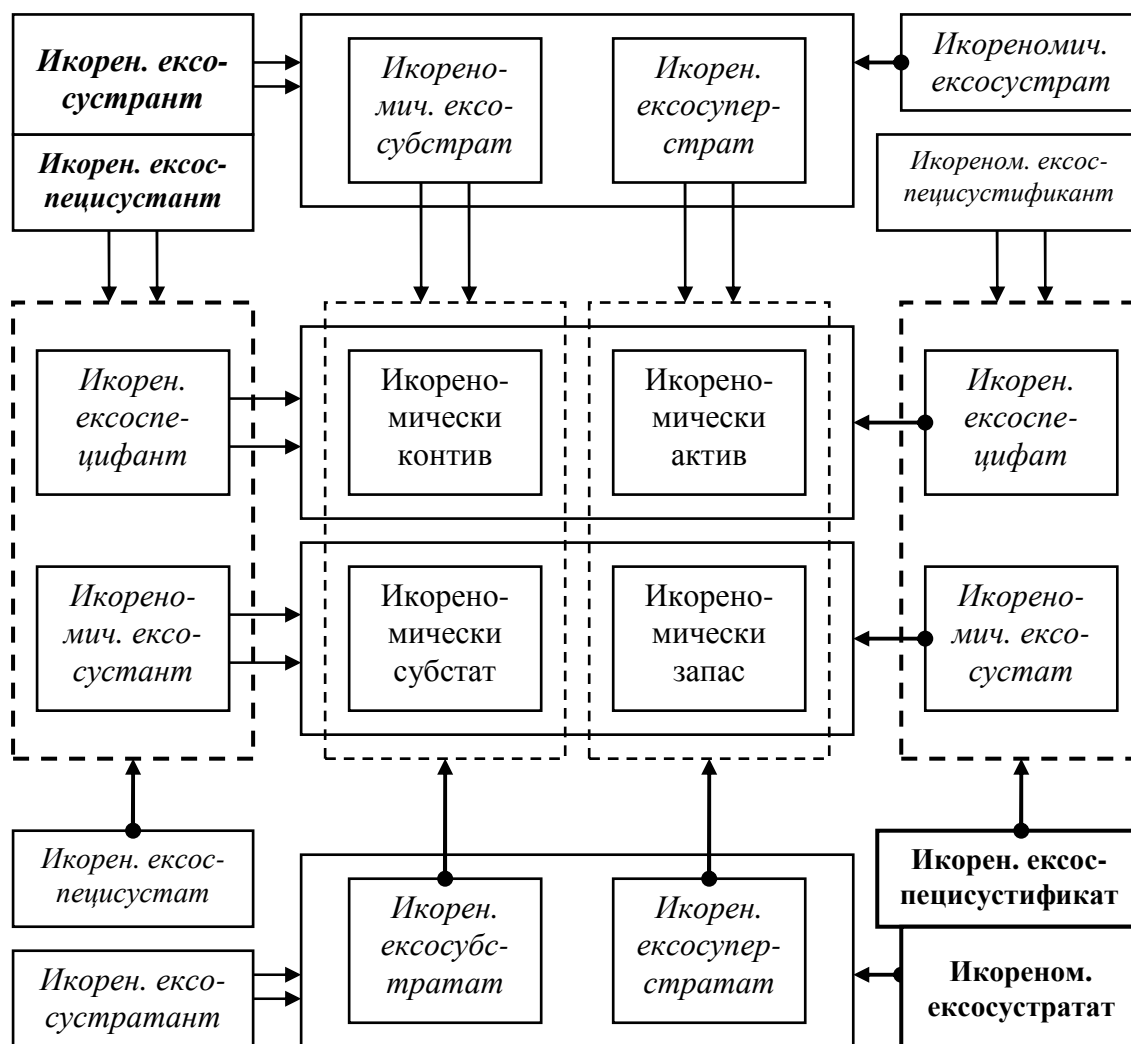 Икорен. ексо-
сустрант
Икорено-
мич. ексо-
субстрат
Икорен.
ексосупер-
страт
Икореномич.
ексосустрат
Икорен. ексос-
пецисустант
Икореном. ексос-
пецисустификант
Икорен.
ексоспе-
цифант
Икорено-
мически
контив
Икорено-
мически
актив
Икорен.
ексоспе-
цифат
Икорено-
мич. ексо-
сустант
Икорено-
мически
субстат
Икорено-
мически
запас
Икорено-
мич. ексо-
сустат
Икорен. ексос-
пецисустат
Икорен.
ексосубс-
тратат
Икорен.
ексосупер-
стратат
Икорен. ексос-
пецисустификат
Икорен. ексо-
сустратант
Икореном.
ексосустратат